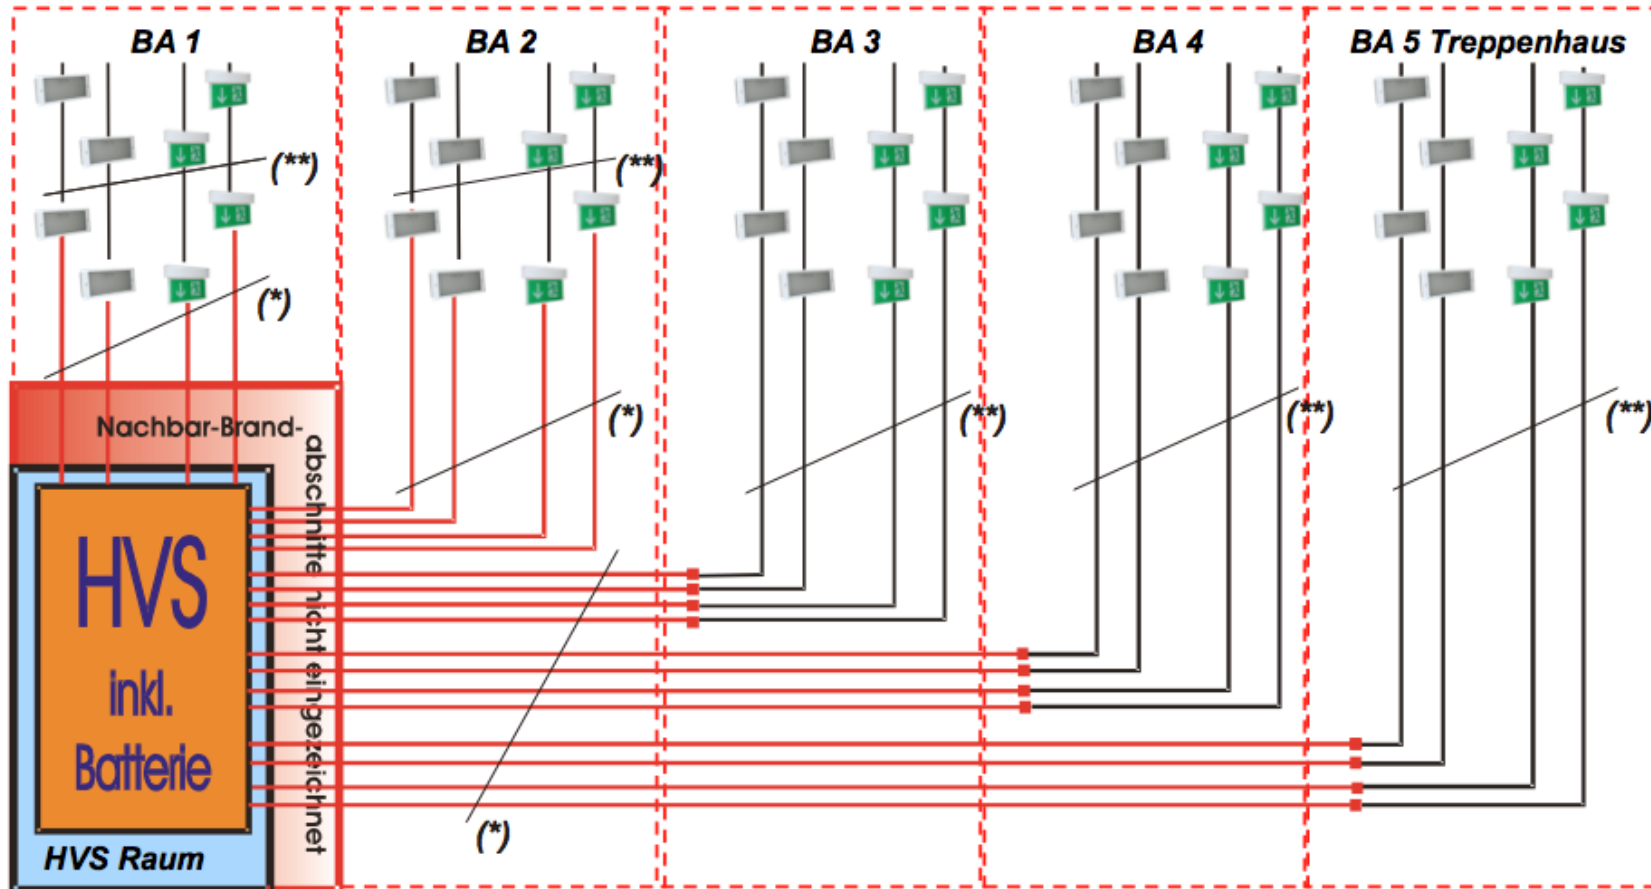 BA 1
BA 2
BA 3
BA 4
BA 5 Treppenhaus
(**)
(**)
(*)
(*)
(**)
(**)
(**)
Nachbar-Brand-
abschnitte nicht eingezeichnet
HVS
inkl.
Batterie
(*)
HVS Raum